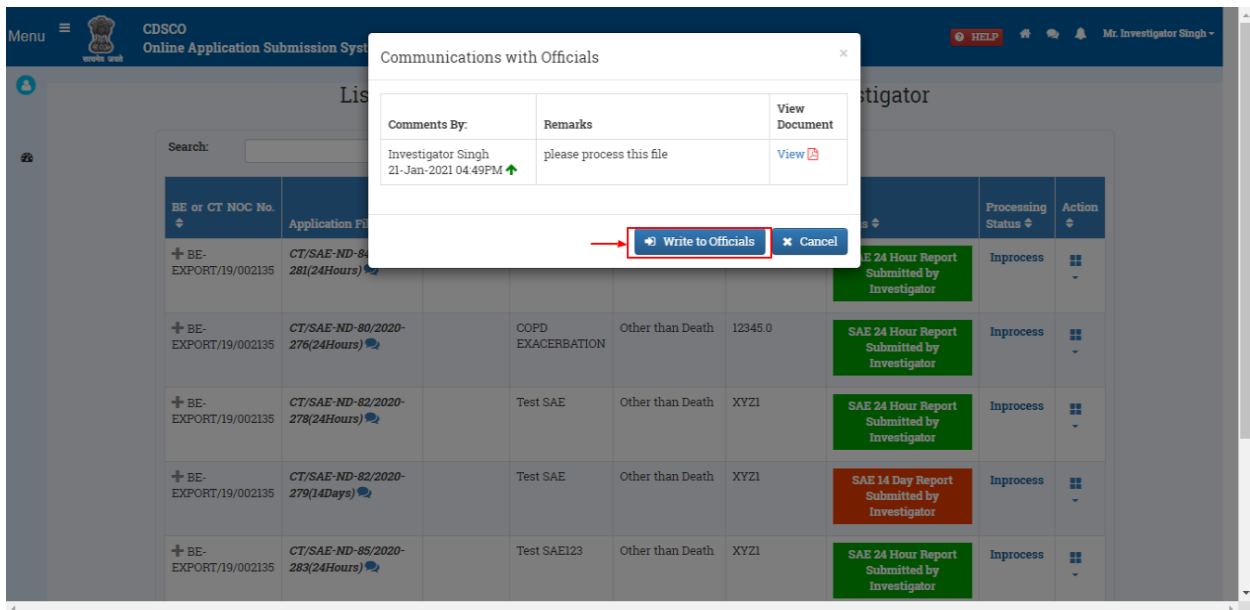 Menu
सत्यमेव जयते
CDSCO
Online Application Submission Syst
HELP
Mr. Investigator Singh
Communications with Officials
×
Comments By:
Remarks
View
Document
Investigator Singh
21-Jan-2021 04:49PM
please process this file
View
Write to Officials
Cancel
Lis
stigator
Search:
BE or CT NOC No.
Application Fil
s
Processing
Status
Action
BE-
EXPORT/19/002135
CT/SAE-ND-84
281(24Hours)
AE 24 Hour Report
Submitted by
Investigator
Inprocess
BE-
EXPORT/19/002135
CT/SAE-ND-80/2020-
276(24Hours)
COPD
EXACERBATION
Other than Death
12345.0
SAE 24 Hour Report
Submitted by
Investigator
Inprocess
BE-
EXPORT/19/002135
CT/SAE-ND-82/2020-
278(24Hours)
Test SAE
Other than Death
XYZ1
SAE 24 Hour Report
Submitted by
Investigator
Inprocess
BE-
EXPORT/19/002135
CT/SAE-ND-82/2020-
279(14Days)
Test SAE
Other than Death
XYZ1
SAE 14 Day Report
Submitted by
Investigator
Inprocess
BE-
EXPORT/19/002135
CT/SAE-ND-85/2020-
283(24Hours)
Test SAE123
Other than Death
XYZ1
SAE 24 Hour Report
Submitted by
Investigator
Inprocess